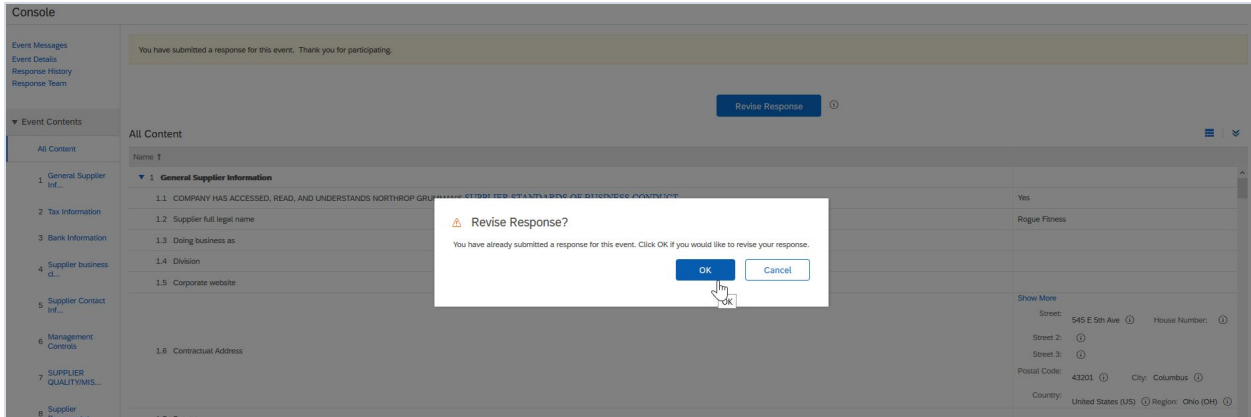 Console
Event Messages
Event Details
Response History
Response Team
You have submitted a response for this event. Thank you for participating.
Revise Response
▼ Event Contents
All Content
1 General Supplier
Inf...
2 Tax Information
3 Bank Information
4 Supplier business
cl...
5 Supplier Contact
Inf...
6 Management
Controls
7 SUPPLIER
QUALITY/MIS...
8 Supplier
All Content
Name ↑
▼ 1 General Supplier Information
1.1 COMPANY HAS ACCESSED, READ, AND UNDERSTANDS NORTHROP GRUMMAN'S SUPPLIER STANDARDS OF BUSINESS CONDUCT Yes
1.2 Supplier full legal name Rogue Fitness
1.3 Doing business as
1.4 Division
1.5 Corporate website
1.6 Contractual Address
Show More
Street: 545 E 5th Ave House Number:
Street 2:
Street 3:
Postal Code: 43201 City: Columbus
Country: United States (US) Region: Ohio (OH)
Revise Response?
You have already submitted a response for this event. Click OK if you would like to revise your response.
OK Cancel
OK